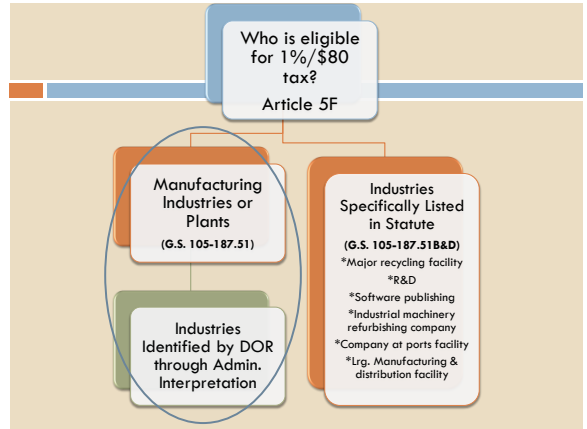 Who is eligible
for 1%/$80
tax?
Article 5F
Manufacturing
Industries or
Plants
(G.S. 105-187.51)
Industries
Identified by DOR
through Admin.
Interpretation
Industries
Specifically Listed
in Statute
(G.S. 105-187.51B&D)
*Major recycling facility
*R&D
*Software publishing
*Industrial machinery
refurbishing company
*Company at ports facility
*Lrg. Manufacturing &
distribution facility